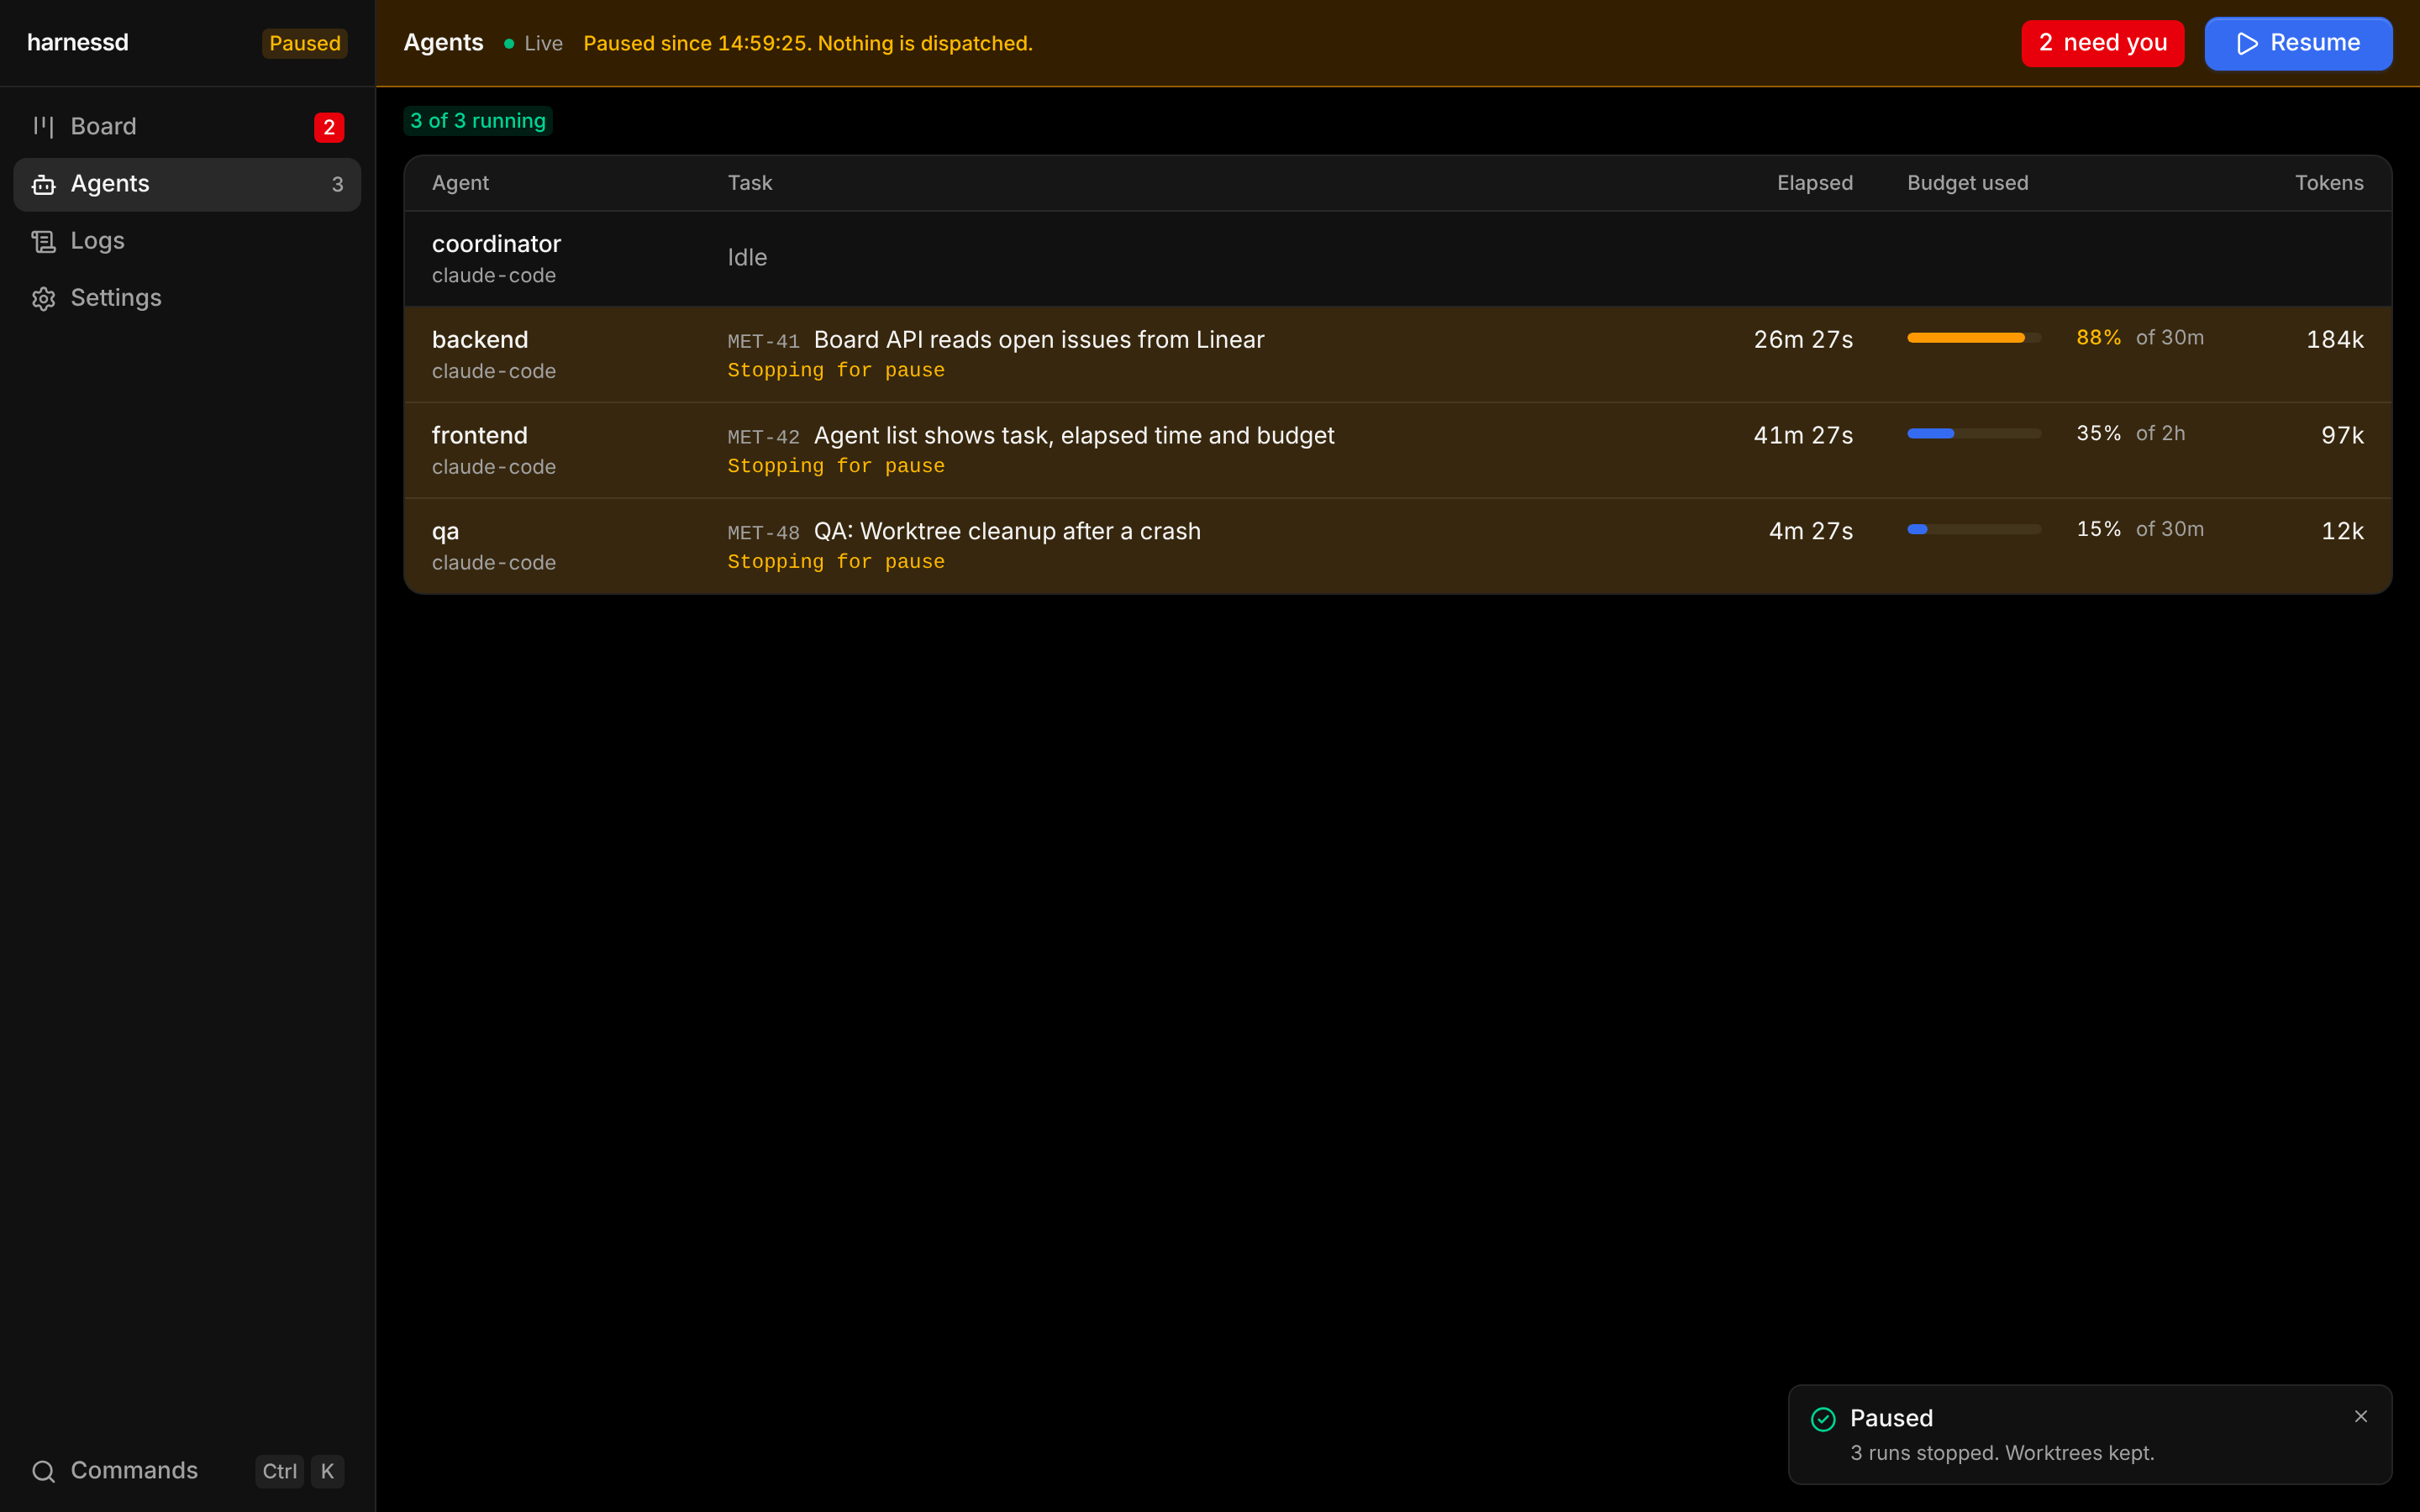 harnessd Paused
Board 2
Agents 3
Logs
Settings
Commands Ctrl K
Agents Live Paused since 14:59:25. Nothing is dispatched. 2 need you Resume
3 of 3 running
Agent Task Elapsed Budget used Tokens
coordinator
claude-code
Idle
backend
claude-code
MET-41 Board API reads open issues from Linear
Stopping for pause
26m 27s 88% of 30m 184k
frontend
claude-code
MET-42 Agent list shows task, elapsed time and budget
Stopping for pause
41m 27s 35% of 2h 97k
qa
claude-code
MET-48 QA: Worktree cleanup after a crash
Stopping for pause
4m 27s 15% of 30m 12k
Paused
3 runs stopped. Worktrees kept.